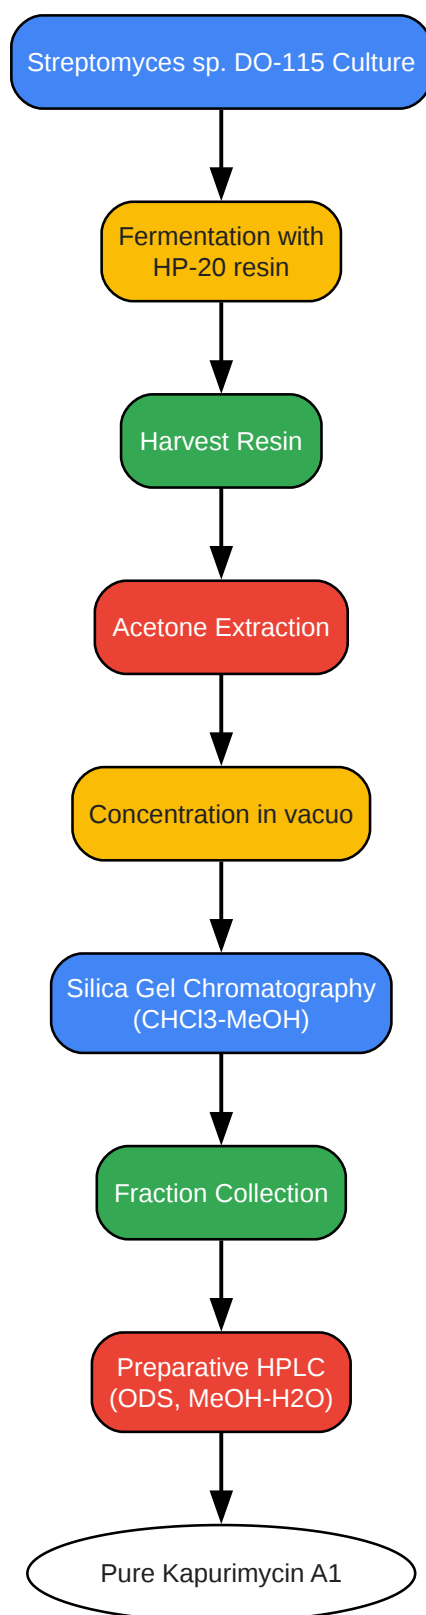 Streptomyces sp. DO-115 Culture
Fermentation with
HP-20 resin
Harvest Resin
Acetone Extraction
Concentration in vacuo
Silica Gel Chromatography
(CHCl3-MeOH)
Fraction Collection
Preparative HPLC
(ODS, MeOH-H2O)
Pure Kapurimycin A1